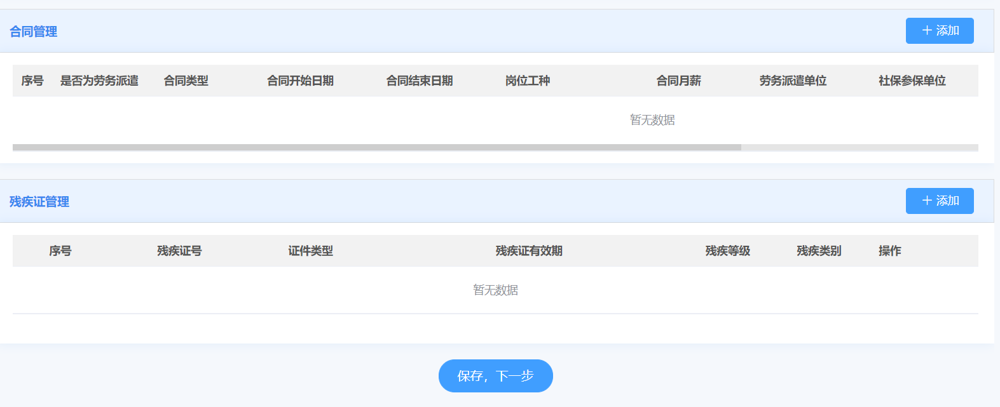 合同管理 添加
序号 是否为劳务派遣 合同类型 合同开始日期 合同结束日期 岗位工种 合同月薪 劳务派遣单位 社保参保单位
暂无数据
残疾证管理 添加
序号 残疾证号 证件类型 残疾证有效期 残疾等级 残疾类别 操作
暂无数据
保存，下一步